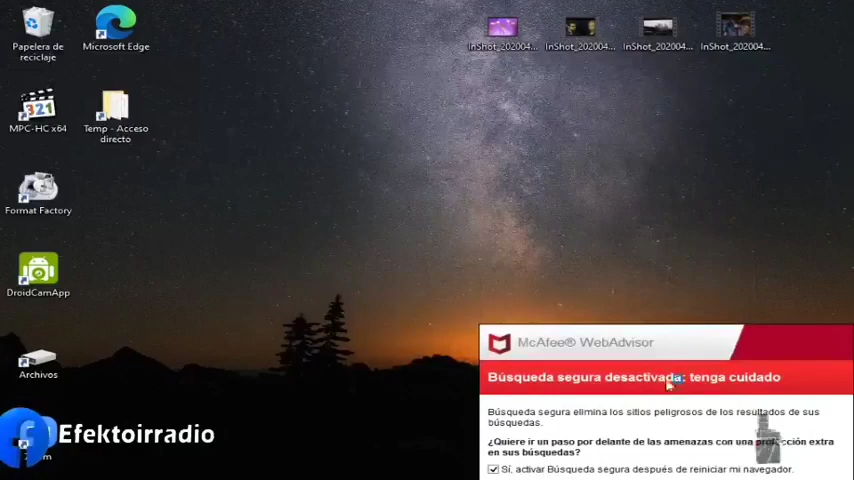 Papelera de
reciclaje
Microsoft Edge
InShot_202004...
InShot_202004...
InShot_202004...
InShot_202004...
MPC-HC x64
Temp - Acceso
directo
Format Factory
DroidCamApp
Archivos
Efektoirradio
McAfee® WebAdvisor
Búsqueda segura desactivada: tenga cuidado
Búsqueda segura elimina los sitios peligrosos de los resultados de sus
búsquedas.
¿Quiere ir un paso por delante de las amenazas con una protección extra
en sus búsquedas?
Sí, activar Búsqueda segura después de reiniciar mi navegador.